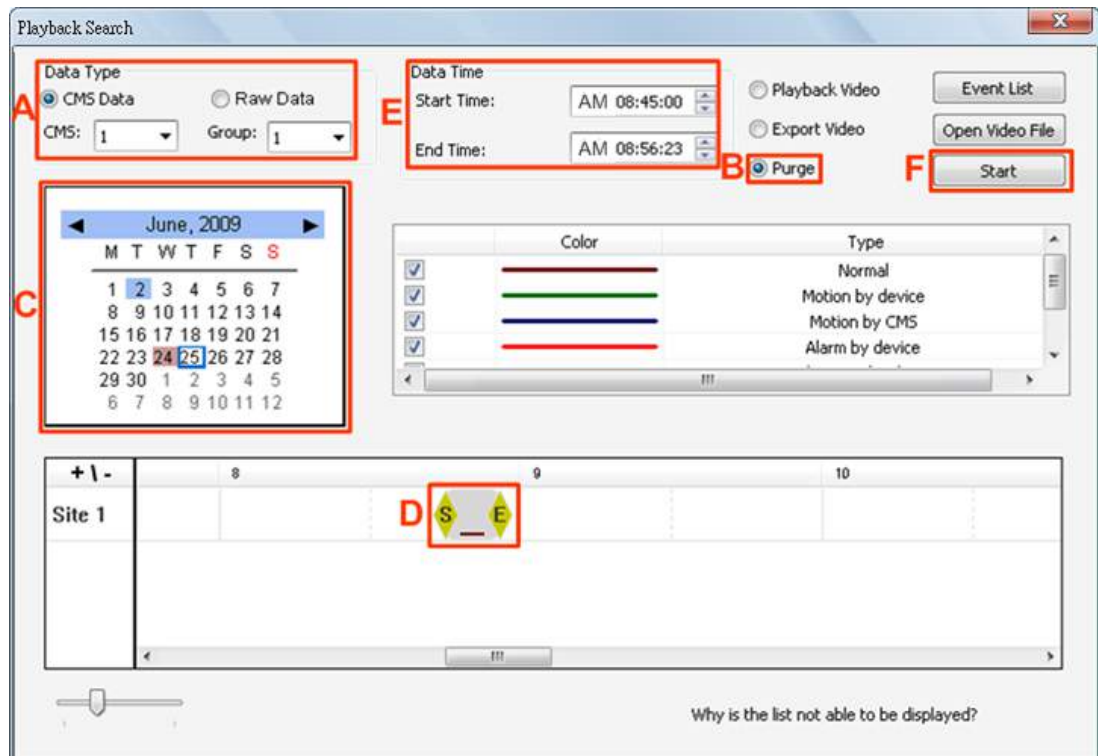 Playback Search
Data Type
A
CMS Data
Raw Data
CMS: 1
Group: 1
E
Data Time
Start Time: AM 08:45:00
End Time: AM 08:56:23
Playback Video
Export Video
B
Purge
Event List
Open Video File
F
Start
C
June, 2009
M T W T F S S
1 2 3 4 5 6 7
8 9 10 11 12 13 14
15 16 17 18 19 20 21
22 23 24 25 26 27 28
29 30 1 2 3 4 5
6 7 8 9 10 11 12
Color Type
Normal
Motion by device
Motion by CMS
Alarm by device
+ \ - 8 9 10
Site 1
D
S E
Why is the list not able to be displayed?